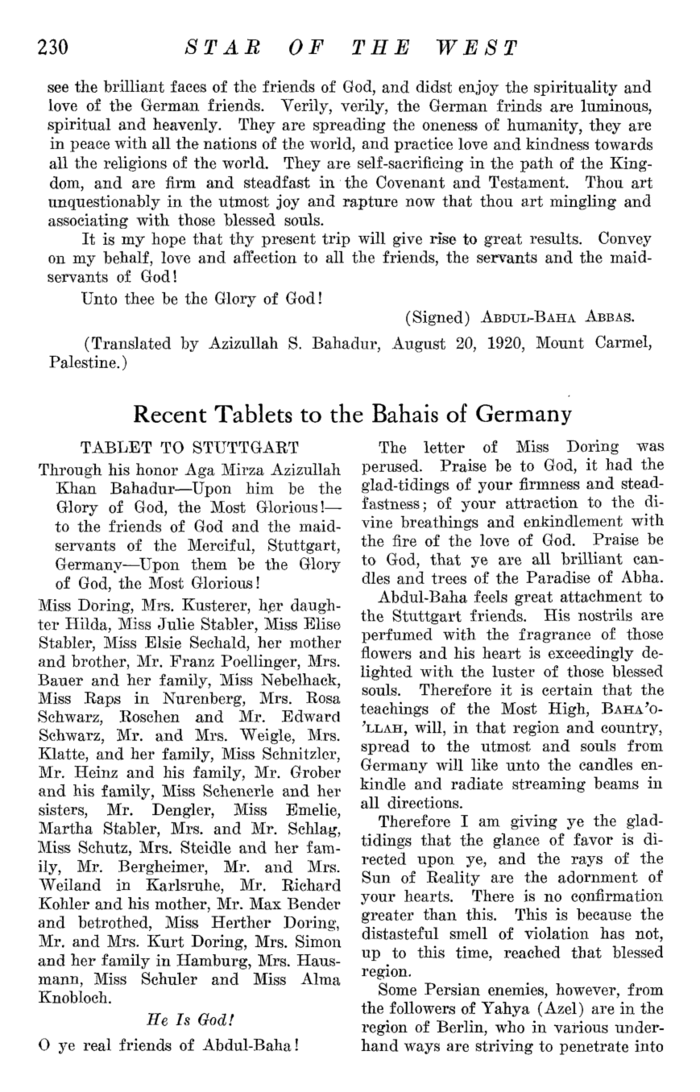 230 STAR OF THE WEST
see the brilliant faces of the friends of God, and didst enjoy the spirituality and
love of the German friends. Verily, verily, the German frinds are luminous,
spiritual and heavenly. They are spreading the oneness of humanity, they are
in peace with all the nations of the world, and practice love and kindness towards
all the religions of the world. They are self-sacrificing in the path of the King-
dom, and are firm and steadfast in the Covenant and Testament. Thou art
unquestionably in the utmost joy and rapture now that thou art mingling and
associating with those blessed souls.
It is my hope that thy present trip will give rise to great results. Convey
on my behalf, love and affection to all the friends, the servants and the maid-
servants of God!
Unto thee be the Glory of God!
(Signed) ABDUL-BAHA ABBAS.
(Translated by Azizullah S. Bahadur, August 20, 1920, Mount Carmel,
Palestine.)
Recent Tablets to the Bahais of Germany
TABLET TO STUTTGART
Through his honor Aga Mirza Azizullah
Khan Bahadur—Upon him be the
Glory of God, the Most Glorious!—
to the friends of God and the maid-
servants of the Merciful, Stuttgart,
Germany—Upon them be the Glory
of God, the Most Glorious!
Miss Doring, Mrs. Kusterer, her daugh-
ter Hilda, Miss Julie Stabler, Miss Elise
Stabler, Miss Elsie Sechald, her mother
and brother, Mr. Franz Poellinger, Mrs.
Bauer and her family, Miss Nebelhack,
Miss Raps in Nurenberg, Mrs. Rosa
Schwarz, Roschen and Mr. Edward
Schwarz, Mr. and Mrs. Weigle, Mrs.
Klatte, and her family, Miss Schnitzler,
Mr. Heinz and his family, Mr. Grober
and his family, Miss Schenerle and her
sisters, Mr. Dengler, Miss Emelie,
Martha Stabler, Mrs. and Mr. Schlag,
Miss Schutz, Mrs. Steidle and her fam-
ily, Mr. Bergheimer, Mr. and Mrs.
Weiland in Karlsruhe, Mr. Richard
Kohler and his mother, Mr. Max Bender
and betrothed, Miss Herther Doring,
Mr. and Mrs. Kurt Doring, Mrs. Simon
and her family in Hamburg, Mrs. Haus-
mann, Miss Schuler and Miss Alma
Knobloch.
He Is God!
O ye real friends of Abdul-Baha!
The letter of Miss Doring was
perused. Praise be to God, it had the
glad-tidings of your firmness and stead-
fastness; of your attraction to the di-
vine breathings and enkindlement with
the fire of the love of God. Praise be
to God, that ye are all brilliant can-
dles and trees of the Paradise of Abha.
Abdul-Baha feels great attachment to
the Stuttgart friends. His nostrils are
perfumed with the fragrance of those
flowers and his heart is exceedingly de-
lighted with the luster of those blessed
souls. Therefore it is certain that the
teachings of the Most High, BAHA'O-
'LLAH, will, in that region and country,
spread to the utmost and souls from
Germany will like unto the candles en-
kindle and radiate streaming beams in
all directions.
Therefore I am giving ye the glad-
tidings that the glance of favor is di-
rected upon ye, and the rays of the
Sun of Reality are the adornment of
your hearts. There is no confirmation
greater than this. This is because the
distasteful smell of violation has not,
up to this time, reached that blessed
region.
Some Persian enemies, however, from
the followers of Yahya (Azel) are in the
region of Berlin, who in various under-
hand ways are striving to penetrate into